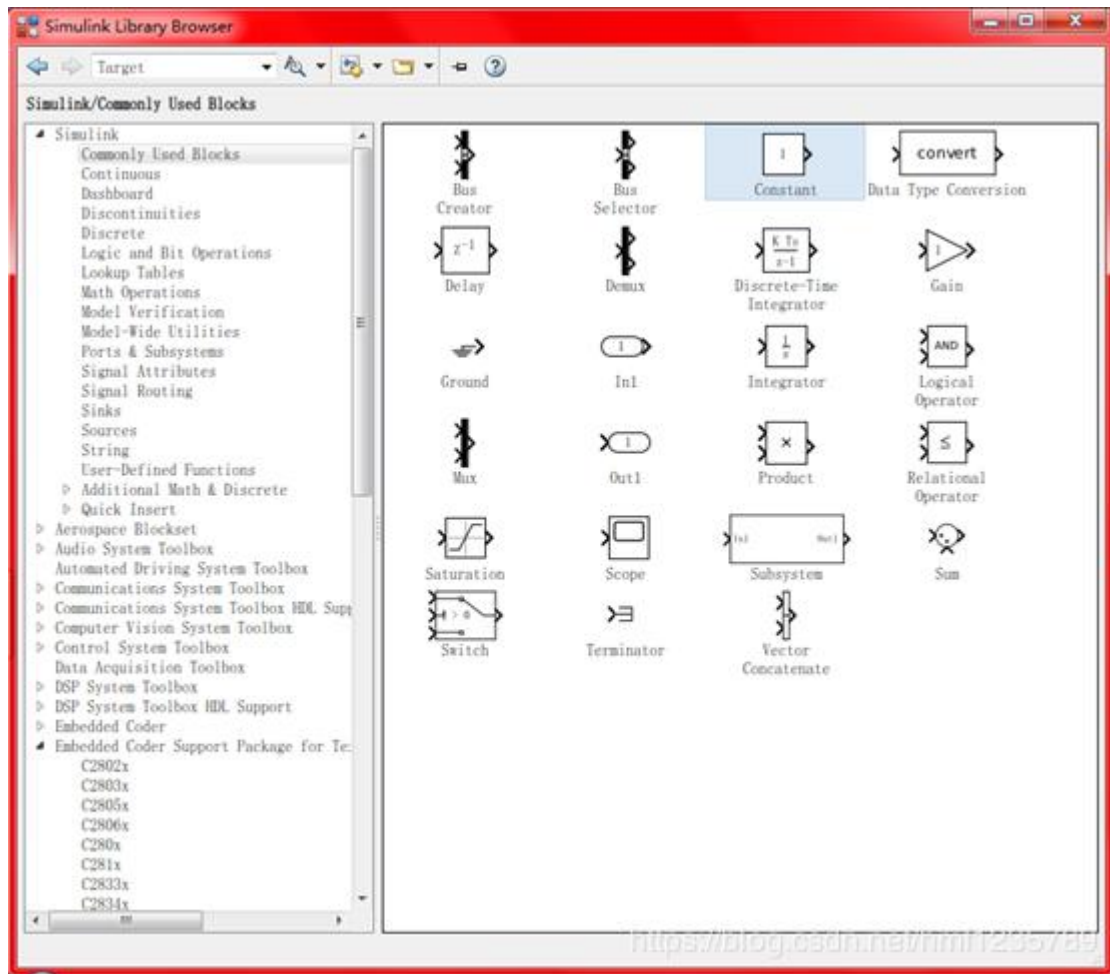 Simulink Library Browser
Target
Simulink/Commonly Used Blocks
Simulink
Commonly Used Blocks
Continuous
Dashboard
Discontinuities
Discrete
Logic and Bit Operations
Lookup Tables
Math Operations
Model Verification
Model-Wide Utilities
Ports & Subsystems
Signal Attributes
Signal Routing
Sinks
Sources
String
User-Defined Functions
Additional Math & Discrete
Quick Insert
Aerospace Blockset
Audio System Toolbox
Automated Driving System Toolbox
Communications System Toolbox
Communications System Toolbox HDL Supp
Computer Vision System Toolbox
Control System Toolbox
Data Acquisition Toolbox
DSP System Toolbox
DSP System Toolbox HDL Support
Embedded Coder
Embedded Coder Support Package for Te
C2802x
C2803x
C2805x
C2806x
C280x
C281x
C2833x
C2834x
Bus
Creator
Bus
Selector
1
Constant
convert
Data Type Conversion
z-1
Delay
Demux
K Ts
z-1
Discrete-Time
Integrator
1
Gain
Ground
1
In1
1
s
Integrator
AND
Logical
Operator
Mux
1
Out1
×
Product
≤
Relational
Operator
Saturation
Scope
In1 Out1
Subsystem
Sum
> 0
Switch
Terminator
Vector
Concatenate